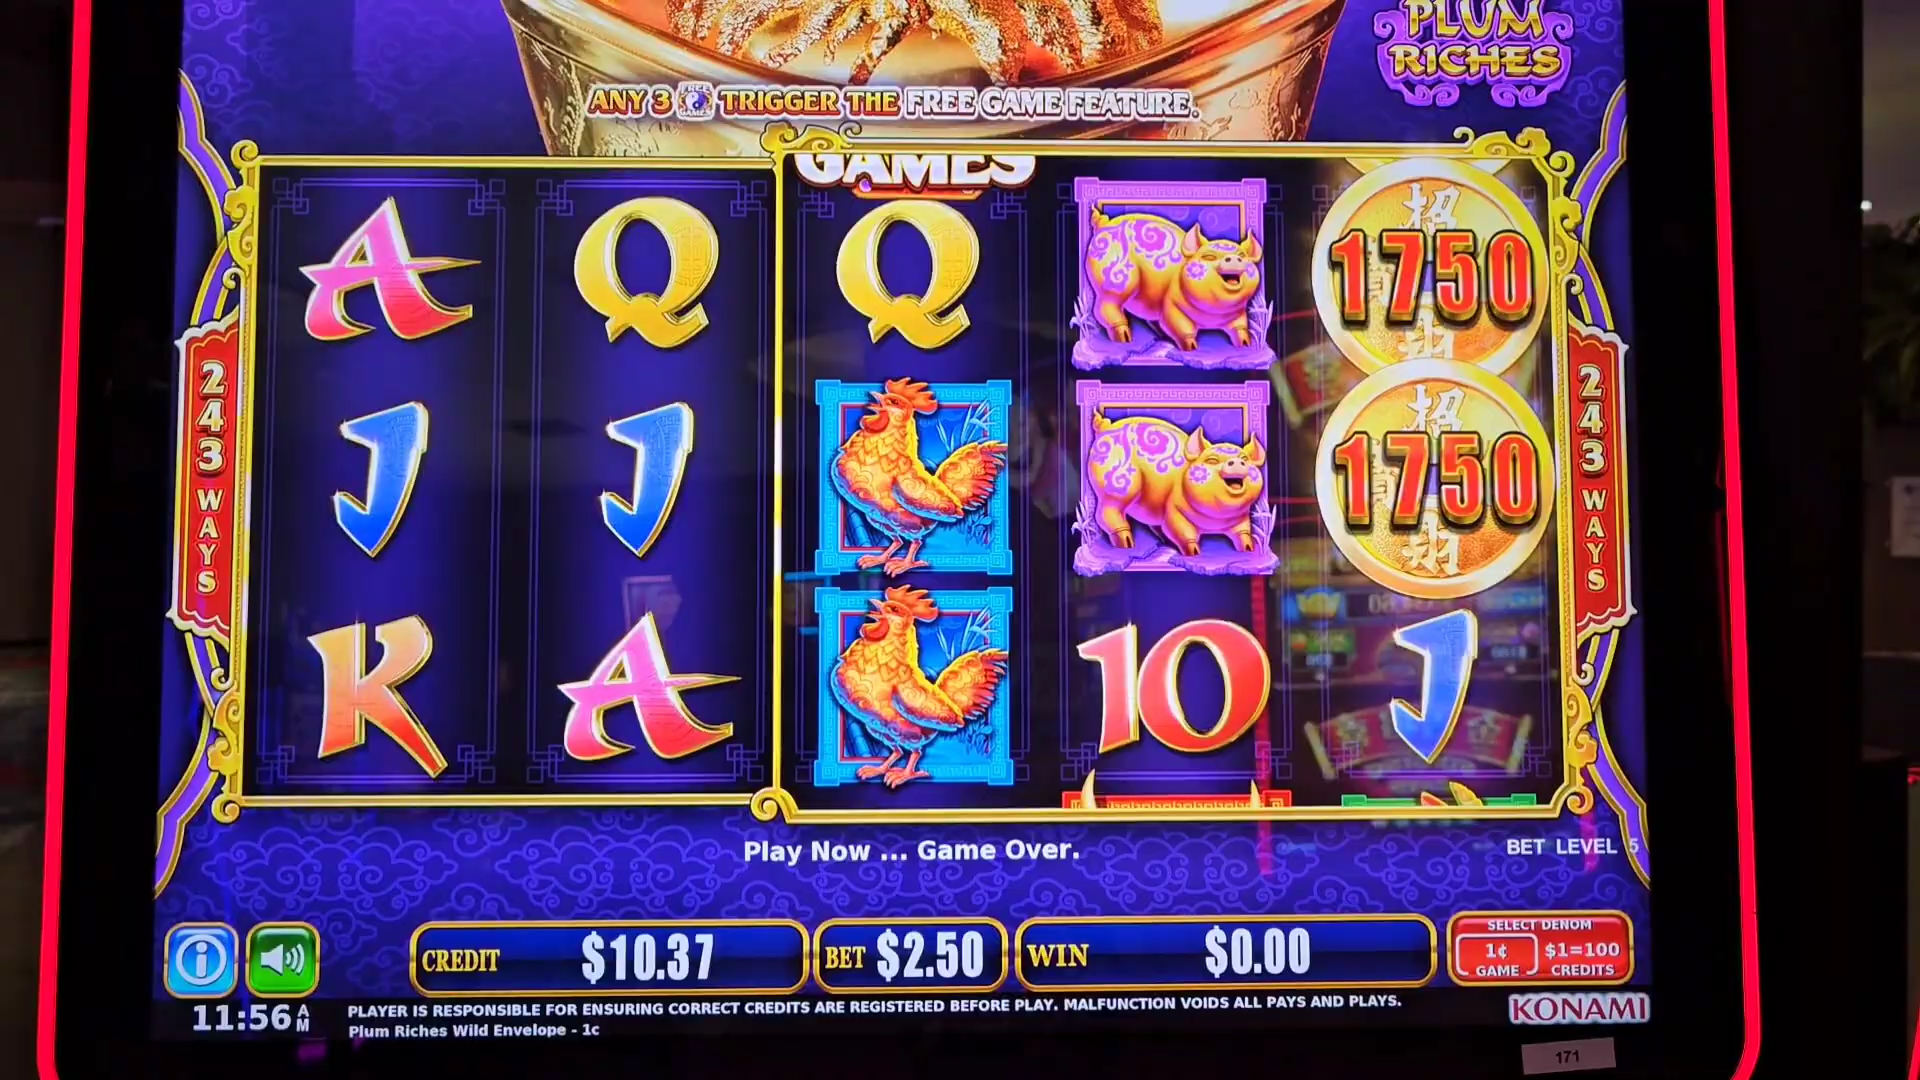 PLUM
RICHES
ANY 3 FREE GAMES TRIGGER THE FREE GAME FEATURE.
GAMES
A Q Q
1750
J J
1750
K A 10 J
243 WAYS
243 WAYS
Play Now ... Game Over.
BET LEVEL 5
CREDIT $10.37
BET $2.50
WIN $0.00
SELECT DENOM
1¢ $1=100
GAME CREDITS
11:56 AM
PLAYER IS RESPONSIBLE FOR ENSURING CORRECT CREDITS ARE REGISTERED BEFORE PLAY. MALFUNCTION VOIDS ALL PAYS AND PLAYS.
Plum Riches Wild Envelope - 1c
KONAMI
171